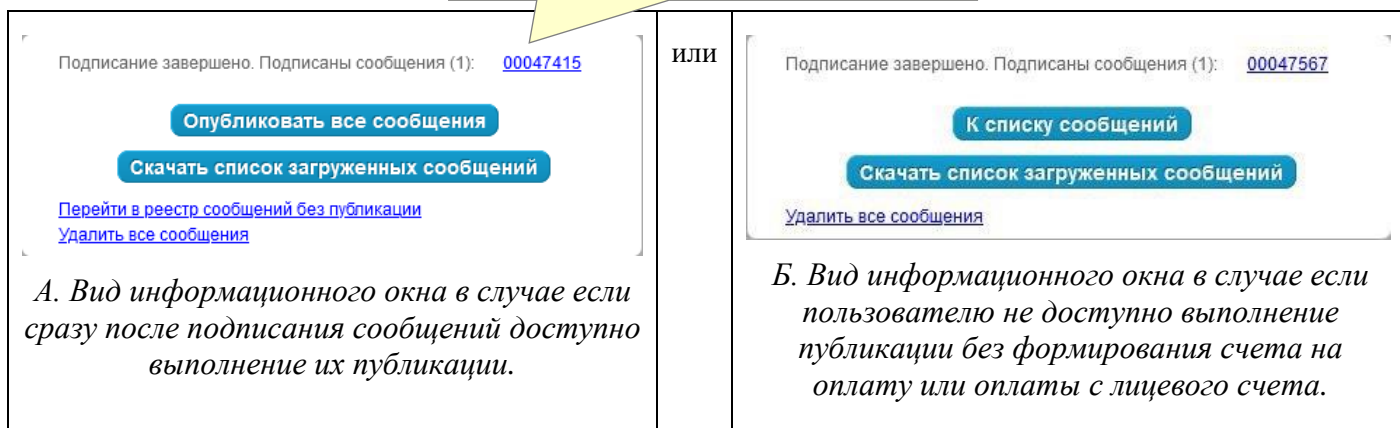 Подписание завершено. Подписаны сообщения (1): 00047415
Опубликовать все сообщения
Скачать список загруженных сообщений
Перейти в реестр сообщений без публикации
Удалить все сообщения
А. Вид информационного окна в случае если
сразу после подписания сообщений доступно
выполнение их публикации.
или
Подписание завершено. Подписаны сообщения (1): 00047567
К списку сообщений
Скачать список загруженных сообщений
Удалить все сообщения
Б. Вид информационного окна в случае если
пользователю не доступно выполнение
публикации без формирования счета на
оплату или оплаты с лицевого счета.